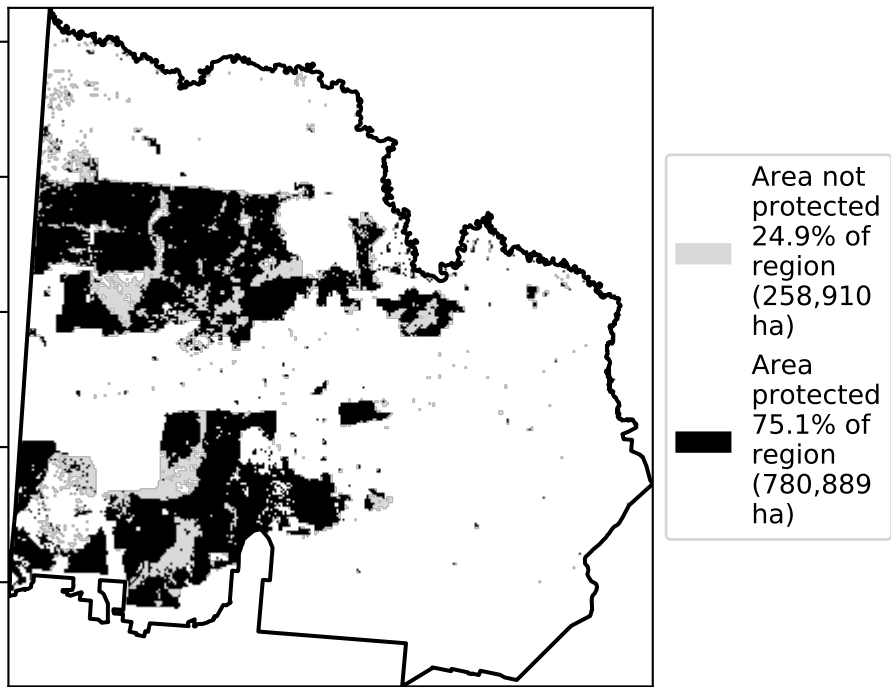 Area not
protected
24.9% of
region
(258,910
ha)
Area
protected
75.1% of
region
(780,889
ha)